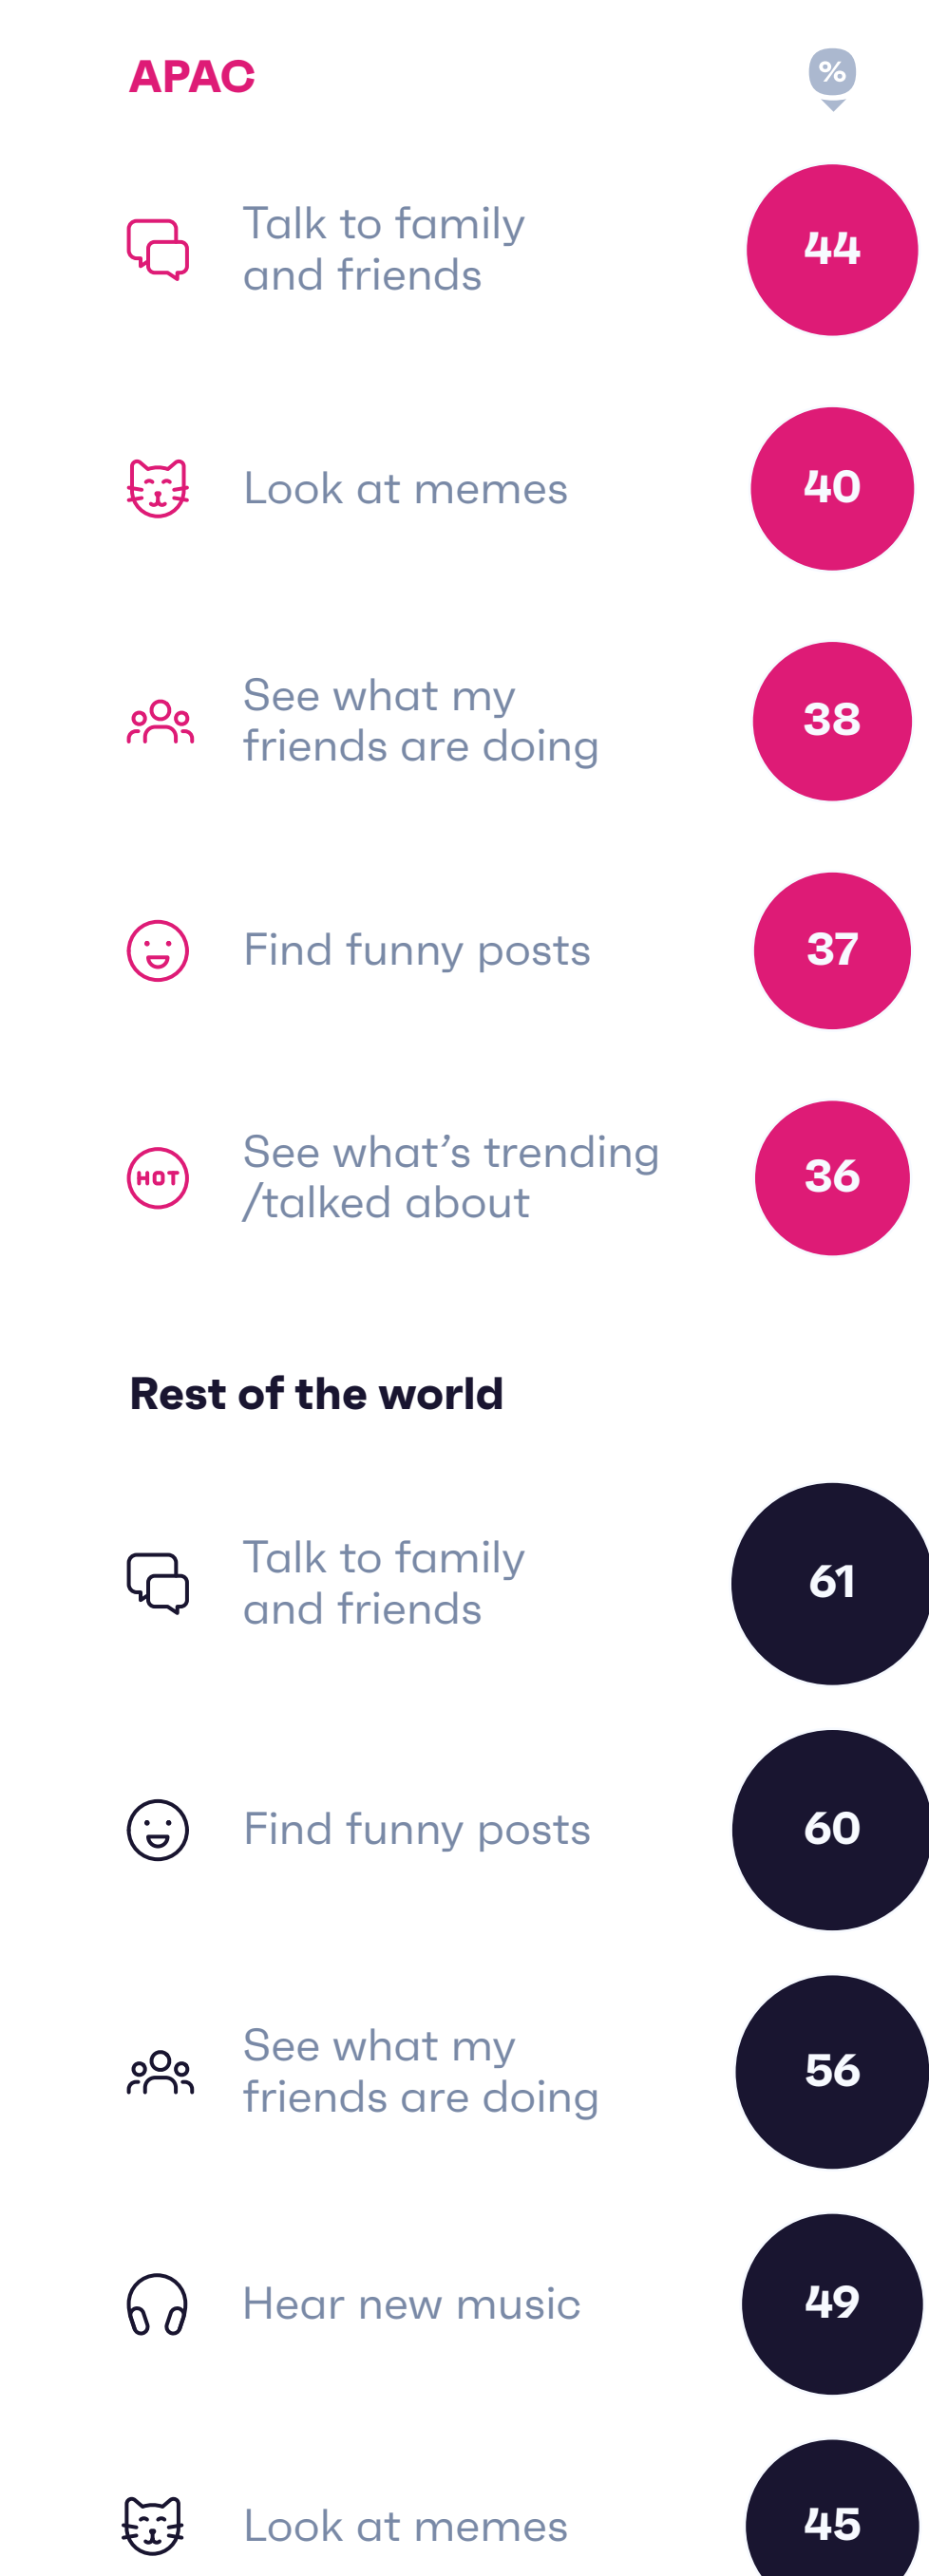 APAC
%
Talk to family
and friends
44
Look at memes
40
See what my
friends are doing
38
Find funny posts
37
HOT
See what’s trending
/talked about
36
Rest of the world
Talk to family
and friends
61
Find funny posts
60
See what my
friends are doing
56
Hear new music
49
Look at memes
45